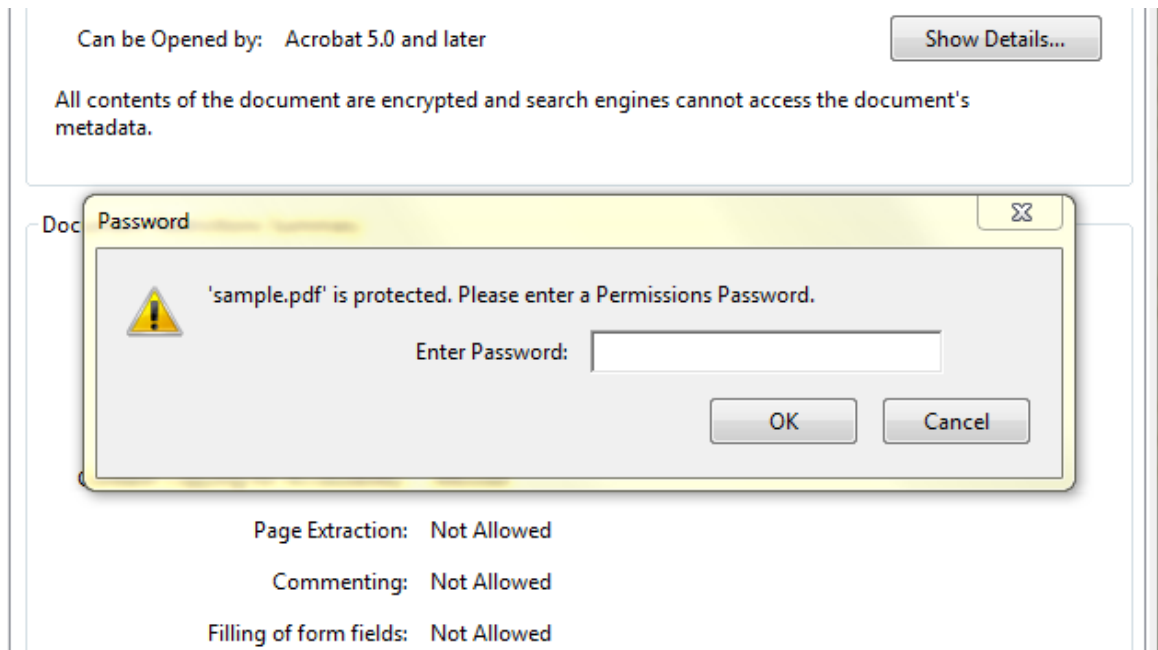 Can be Opened by: Acrobat 5.0 and later
Show Details...
All contents of the document are encrypted and search engines cannot access the document's
metadata.
Doc
Password
'sample.pdf' is protected. Please enter a Permissions Password.
Enter Password:
OK
Cancel
Page Extraction: Not Allowed
Commenting: Not Allowed
Filling of form fields: Not Allowed